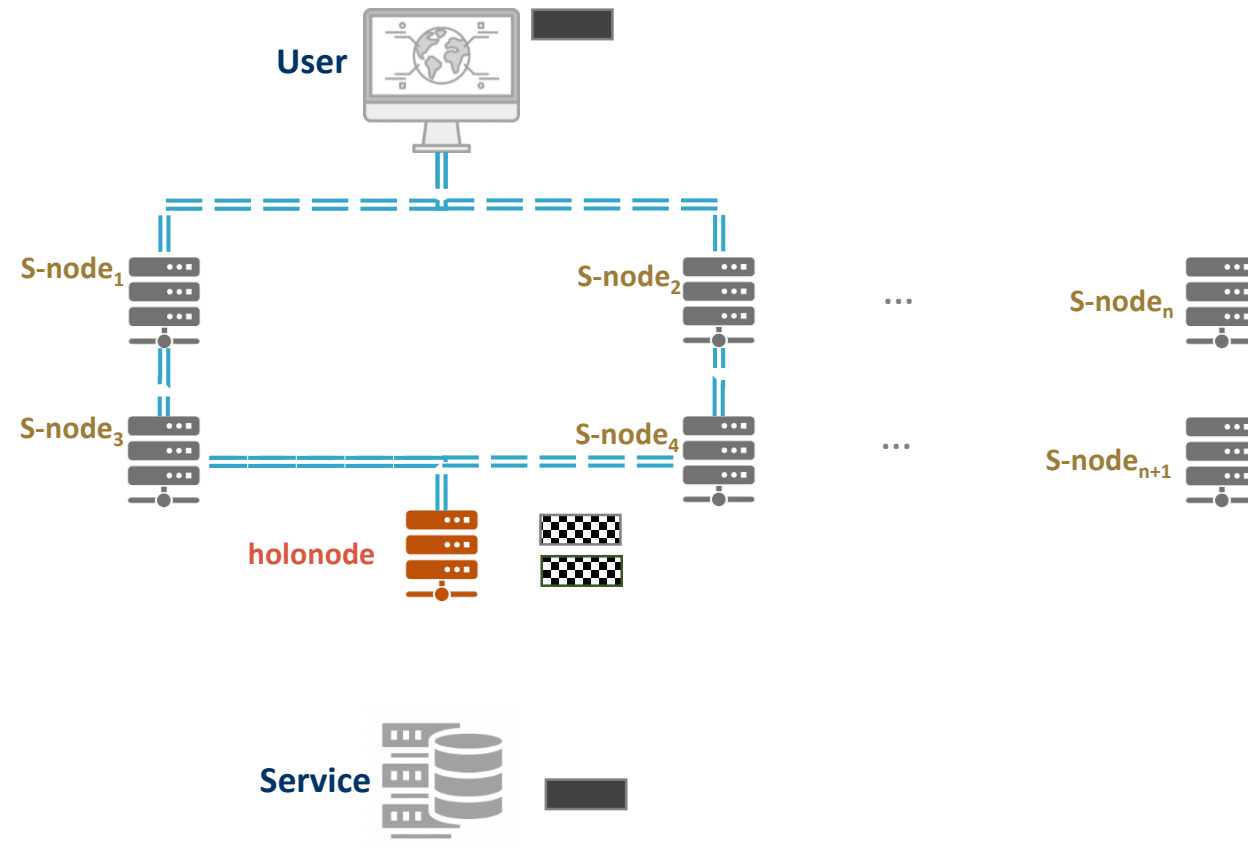 User
S-node₁
S-node₂
...
S-nodeₙ
S-node₃
S-node₄
...
S-nodeₙ₊₁
holonode
Service